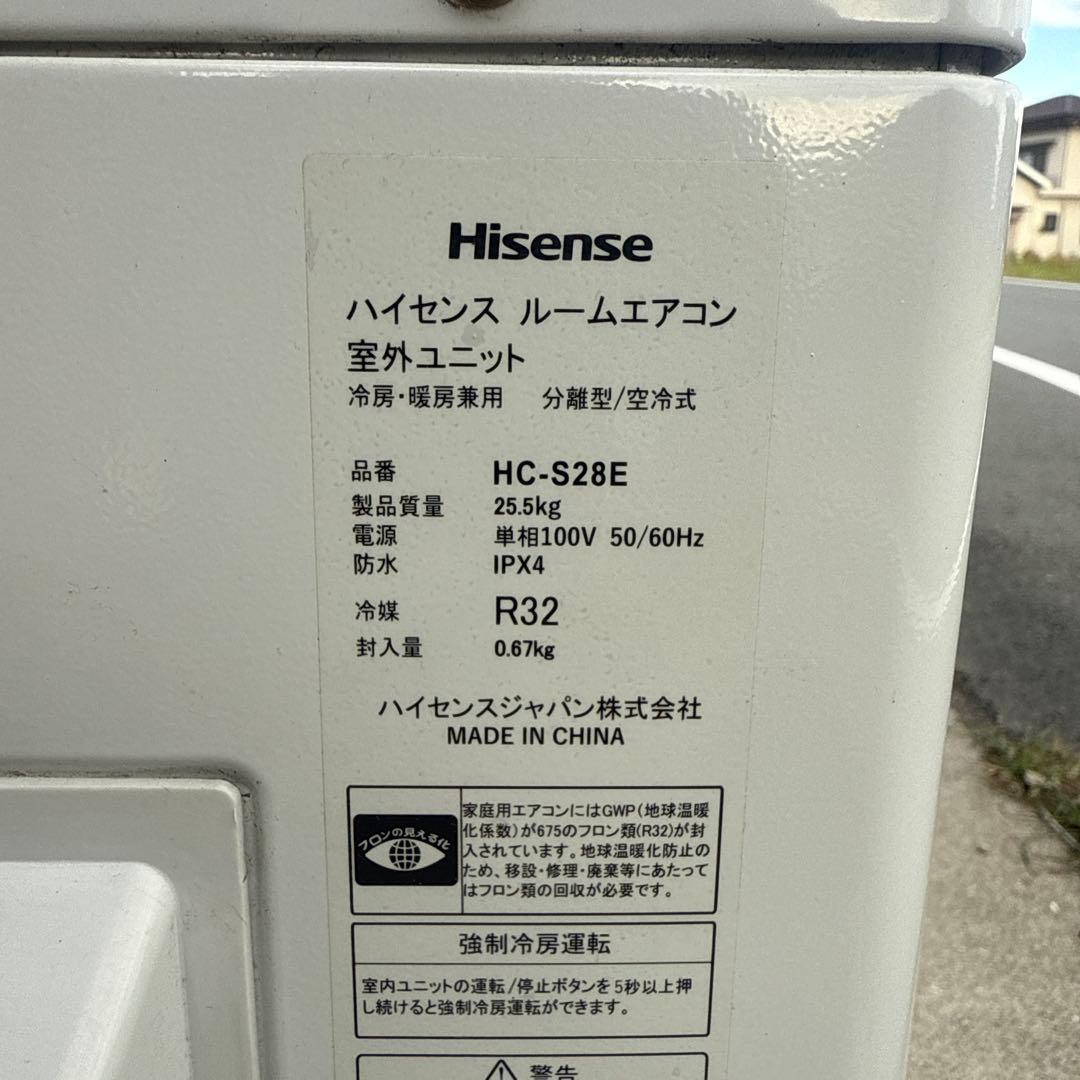 Hisense
ハイセンス ルームエアコン
室外ユニット
冷房・暖房兼用 分離型/空冷式
品番 HC-S28E
製品質量 25.5kg
電源 単相100V 50/60Hz
防水 IPX4
冷媒 R32
封入量 0.67kg
ハイセンスジャパン株式会社
MADE IN CHINA
フロンの見える化
家庭用エアコンにはGWP(地球温暖
化係数)が675のフロン類(R32)が封
入されています。地球温暖化防止の
ため、移設・修理・廃棄等にあたって
はフロン類の回収が必要です。
強制冷房運転
室内ユニットの運転/停止ボタンを5秒以上押
し続けると強制冷房運転ができます。
警告